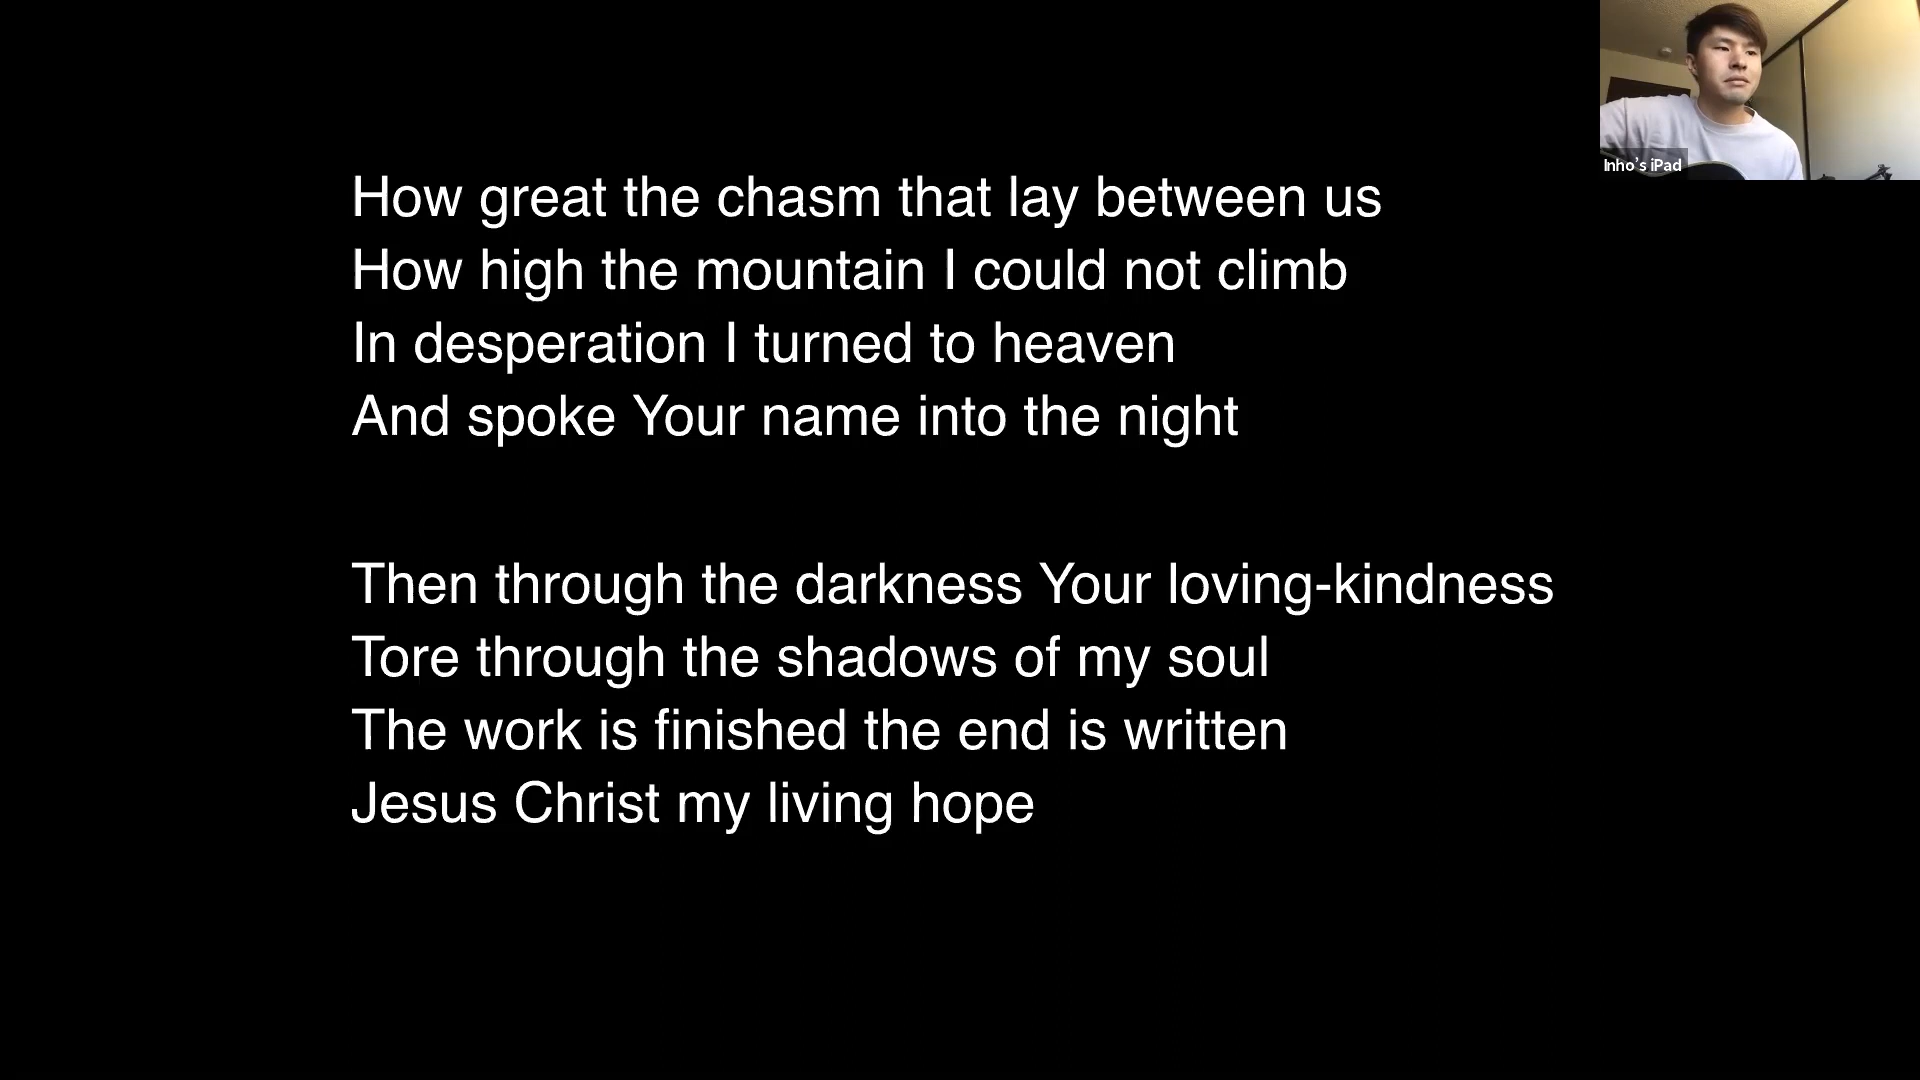 How great the chasm that lay between us
How high the mountain I could not climb
In desperation I turned to heaven
And spoke Your name into the night
Then through the darkness Your loving-kindness
Tore through the shadows of my soul
The work is finished the end is written
Jesus Christ my living hope
Inho's iPad